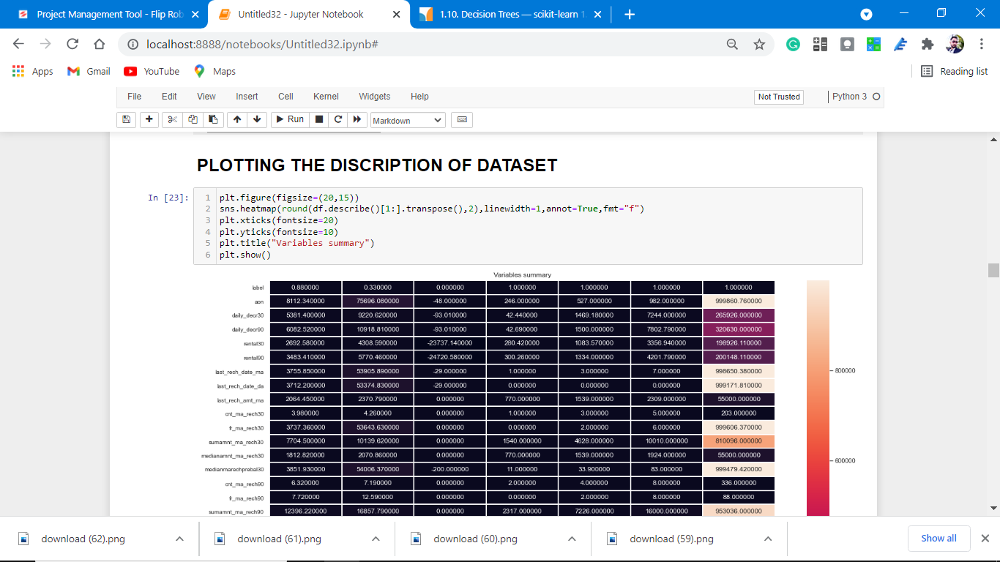 Project Management Tool - Flip Rob
Untitled32 - Jupyter Notebook
1.10. Decision Trees — scikit-learn 1.
localhost:8888/notebooks/Untitled32.ipynb#
Apps Gmail YouTube Maps Reading list
File Edit View Insert Cell Kernel Widgets Help Not Trusted Python 3
Run Markdown
PLOTTING THE DISCRIPTION OF DATASET
In [23]:
1 plt.figure(figsize=(20,15))
2 sns.heatmap(round(df.describe()[1:].transpose(),2),linewidth=1,annot=True,fmt="f")
3 plt.xticks(fontsize=20)
4 plt.yticks(fontsize=10)
5 plt.title("Variables summary")
6 plt.show()
Variables summary
label 0.880000 0.330000 0.000000 1.000000 1.000000 1.000000 1.000000
aon 8112.340000 75696.080000 -48.000000 246.000000 527.000000 982.000000 999860.760000
daily_decr30 5381.400000 9220.620000 -93.010000 42.440000 1469.180000 7244.000000 265926.000000
daily_decr90 6082.520000 10918.810000 -93.010000 42.690000 1500.000000 7802.790000 320630.000000
rental30 2692.580000 4308.590000 -23737.140000 280.420000 1083.570000 3356.940000 198926.110000
rental90 3483.410000 5770.460000 -24720.580000 300.260000 1334.000000 4201.790000 200148.110000
last_rech_date_ma 3755.850000 53905.890000 -29.000000 1.000000 3.000000 7.000000 998650.380000
last_rech_date_da 3712.200000 53374.830000 -29.000000 0.000000 0.000000 0.000000 999171.810000
last_rech_amt_ma 2064.450000 2370.790000 0.000000 770.000000 1539.000000 2309.000000 55000.000000
cnt_ma_rech30 3.980000 4.260000 0.000000 1.000000 3.000000 5.000000 203.000000
fr_ma_rech30 3737.360000 53643.630000 0.000000 0.000000 2.000000 6.000000 999606.370000
sumamnt_ma_rech30 7704.500000 10139.620000 0.000000 1540.000000 4628.000000 10010.000000 810096.000000
medianamnt_ma_rech30 1812.820000 2070.860000 0.000000 770.000000 1539.000000 1924.000000 55000.000000
medianmarechprebal30 3851.930000 54006.370000 -200.000000 11.000000 33.900000 83.000000 999479.420000
cnt_ma_rech90 6.320000 7.190000 0.000000 2.000000 4.000000 8.000000 336.000000
fr_ma_rech90 7.720000 12.590000 0.000000 0.000000 2.000000 8.000000 88.000000
sumamnt_ma_rech90 12396.220000 16857.790000 0.000000 2317.000000 7226.000000 16000.000000 953036.000000
800000
600000
download (62).png download (61).png download (60).png download (59).png Show all